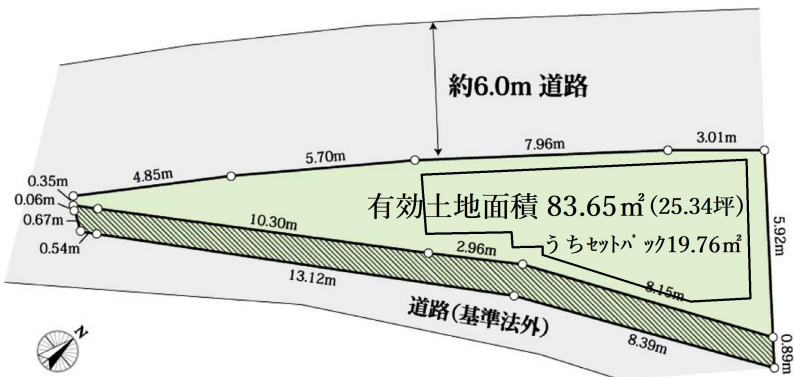 約6.0m 道路
3.01m
7.96m
5.70m
4.85m
0.35m
0.06m
0.67m
0.54m
有効土地面積 83.65㎡(25.34坪)
うちセットバック19.76㎡
10.30m
2.96m
5.92m
8.15m
13.12m
道路(基準法外)
8.39m
0.89m
N